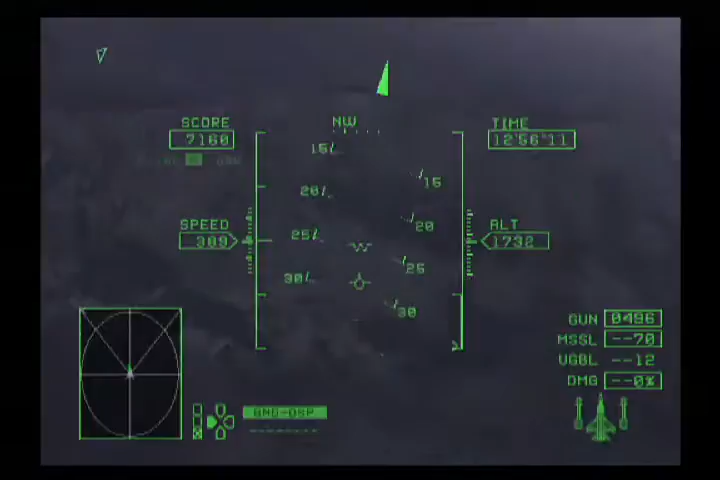 NW
SCORE
7160
TIME
12'56"11
15
15
20
20
SPEED
309
25
25
ALT
1732
30
30
GUN 0496
MSSL --70
UGBL --12
DMG --0%